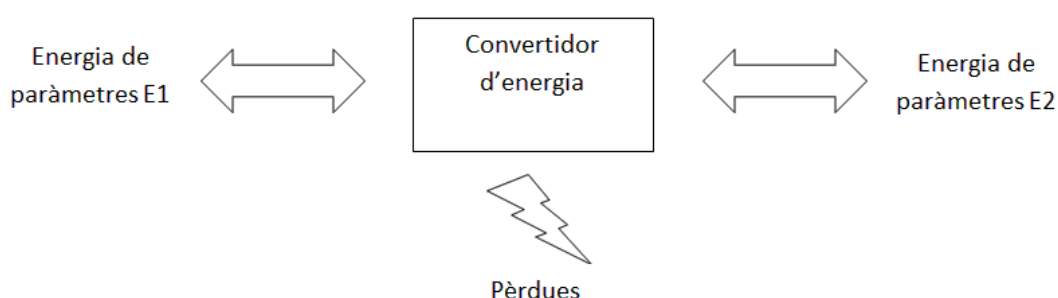 Energia de
paràmetres E1
Convertidor
d'energia
Energia de
paràmetres E2
Pèrdues